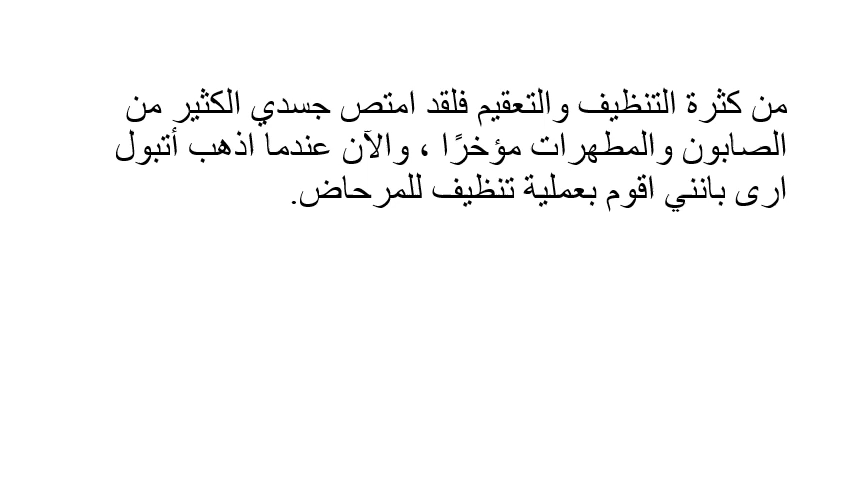 من كثرة التنظيف والتعقيم فلقد امتص جسدي الكثير من
الصابون والمطهرات مؤخرًا ، والآن عندما اذهب أتبول
ارى بانني اقوم بعملية تنظيف للمرحاض.